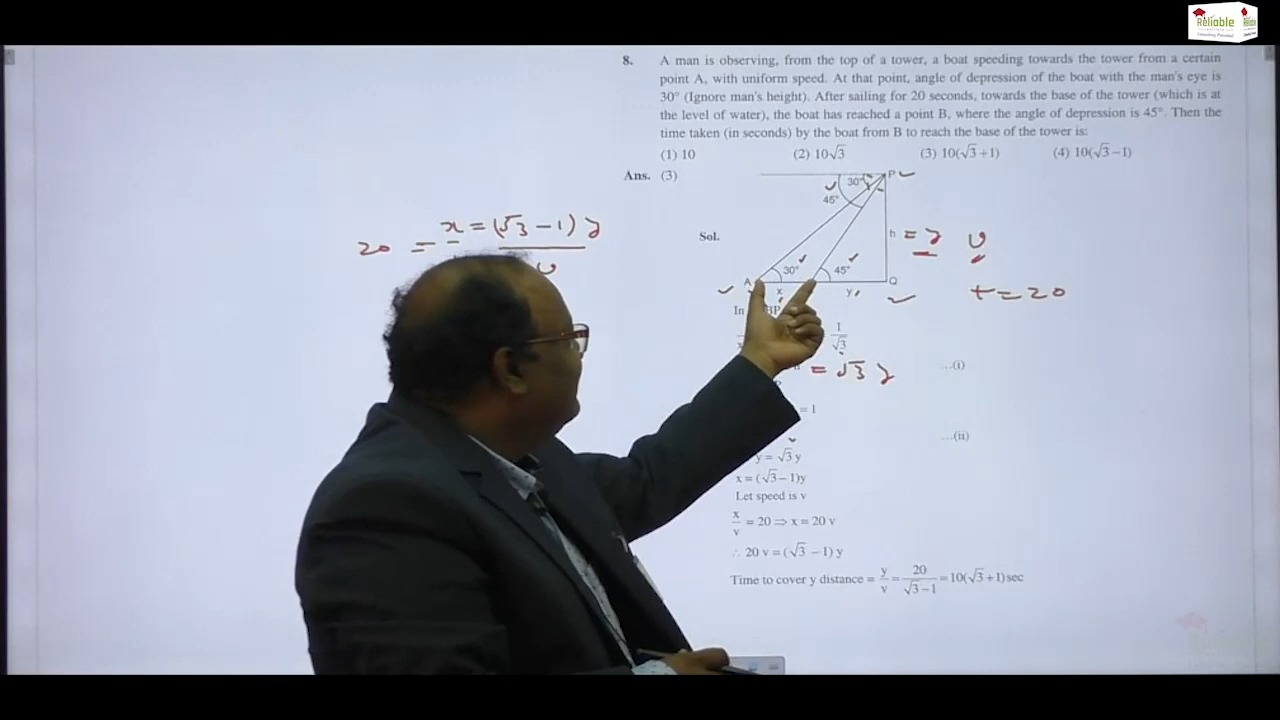 Reliable
8. A man is observing, from the top of a tower, a boat speeding towards the tower from a certain
point A, with uniform speed. At that point, angle of depression of the boat with the man's eye is
30° (Ignore man's height). After sailing for 20 seconds, towards the base of the tower (which is at
the level of water), the boat has reached a point B, where the angle of depression is 45°. Then the
time taken (in seconds) by the boat from B to reach the base of the tower is:
(1) 10 (2) 10√3 (3) 10(√3+1) (4) 10(√3−1)
Ans. (3)
P
30°
45°
x = (√3 − 1) y
20 =
υ
Sol.
h = y υ
30° 45°
A Q
x y t = 20
In
1
√3
= √3 y ...(i)
= 1
...(ii)
y = √3 y
x = (√3−1)y
Let speed is v
x/v = 20 ⇒ x = 20 v
∴ 20 v = (√3 −1) y
Time to cover y distance = y/v = 20/(√3−1) = 10(√3+1) sec